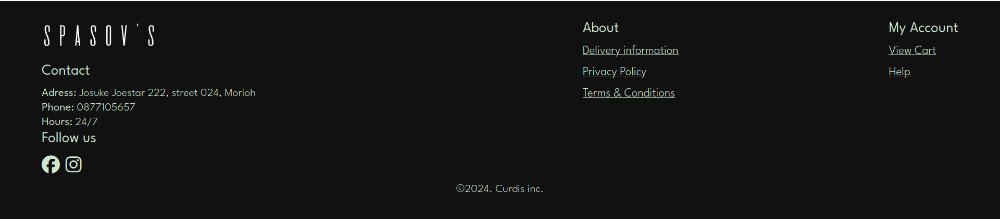 SPASOV'S
Contact
Adress: Josuke Joestar 222, street 024, Morioh
Phone: 0877105657
Hours: 24/7
Follow us
About
Delivery information
Privacy Policy
Terms & Conditions
My Account
View Cart
Help
©2024. Curdis inc.